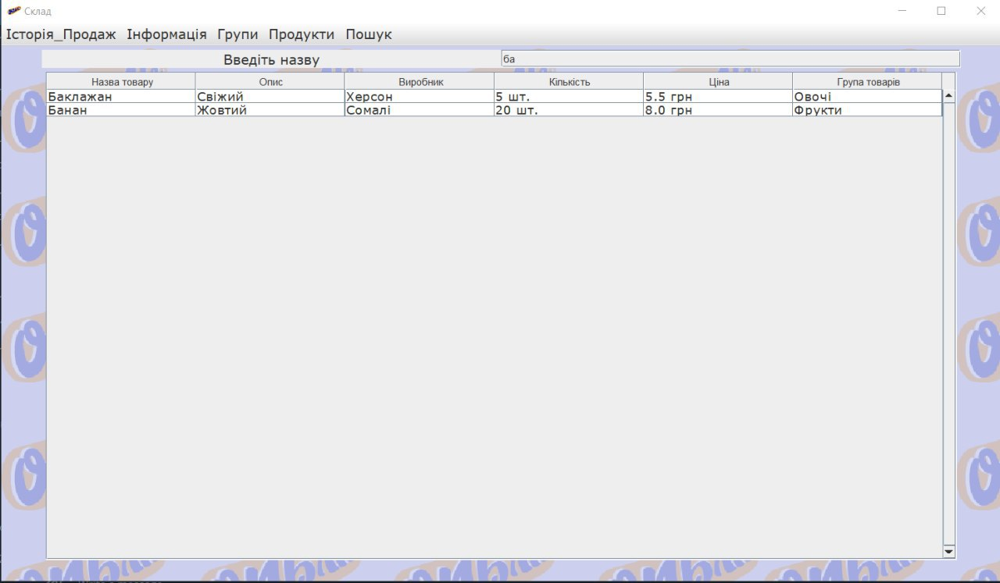 Склад
Історія_Продаж Інформація Групи Продукти Пошук
Введіть назву ба
Назва товару Опис Виробник Кількість Ціна Група товарів
Баклажан Свіжий Херсон 5 шт. 5.5 грн Овочі
Банан Жовтий Сомалі 20 шт. 8.0 грн Фрукти